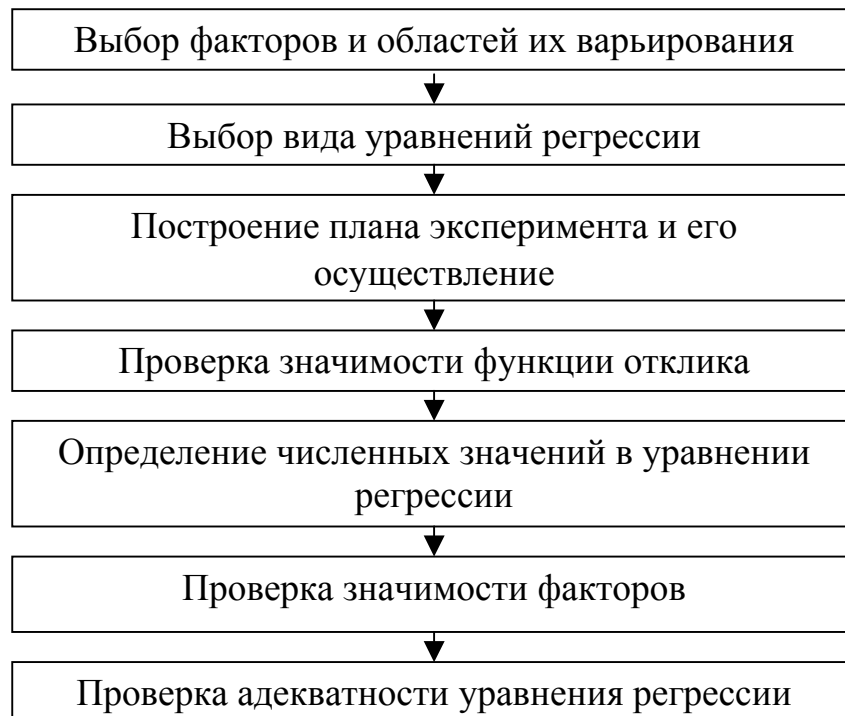 Выбор факторов и областей их варьирования
Выбор вида уравнений регрессии
Построение плана эксперимента и его
осуществление
Проверка значимости функции отклика
Определение численных значений в уравнении
регрессии
Проверка значимости факторов
Проверка адекватности уравнения регрессии